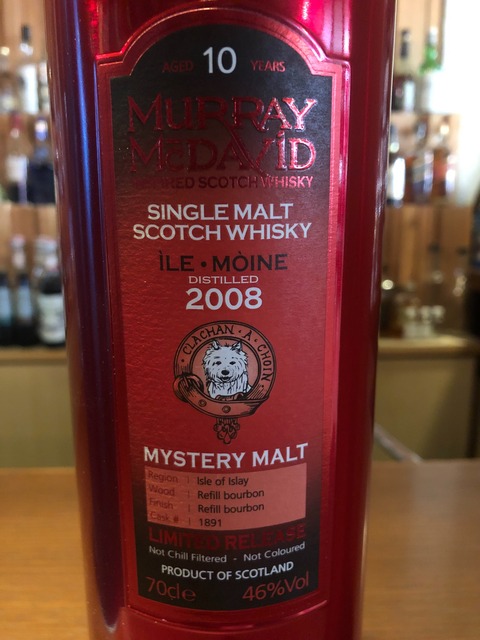 AGED 10 YEARS
MURRAY
McDAVID
SCOTCH WHISKY
SINGLE MALT
SCOTCH WHISKY
ÌLE • MÒINE
DISTILLED
2008
CLACHAN • A • CHOIN
MYSTERY MALT
Region Isle of Islay
Wood Refill bourbon
Finish Refill bourbon
Cask # 1891
LIMITED RELEASE
Not Chill Filtered - Not Coloured
PRODUCT OF SCOTLAND
70cl e 46%Vol